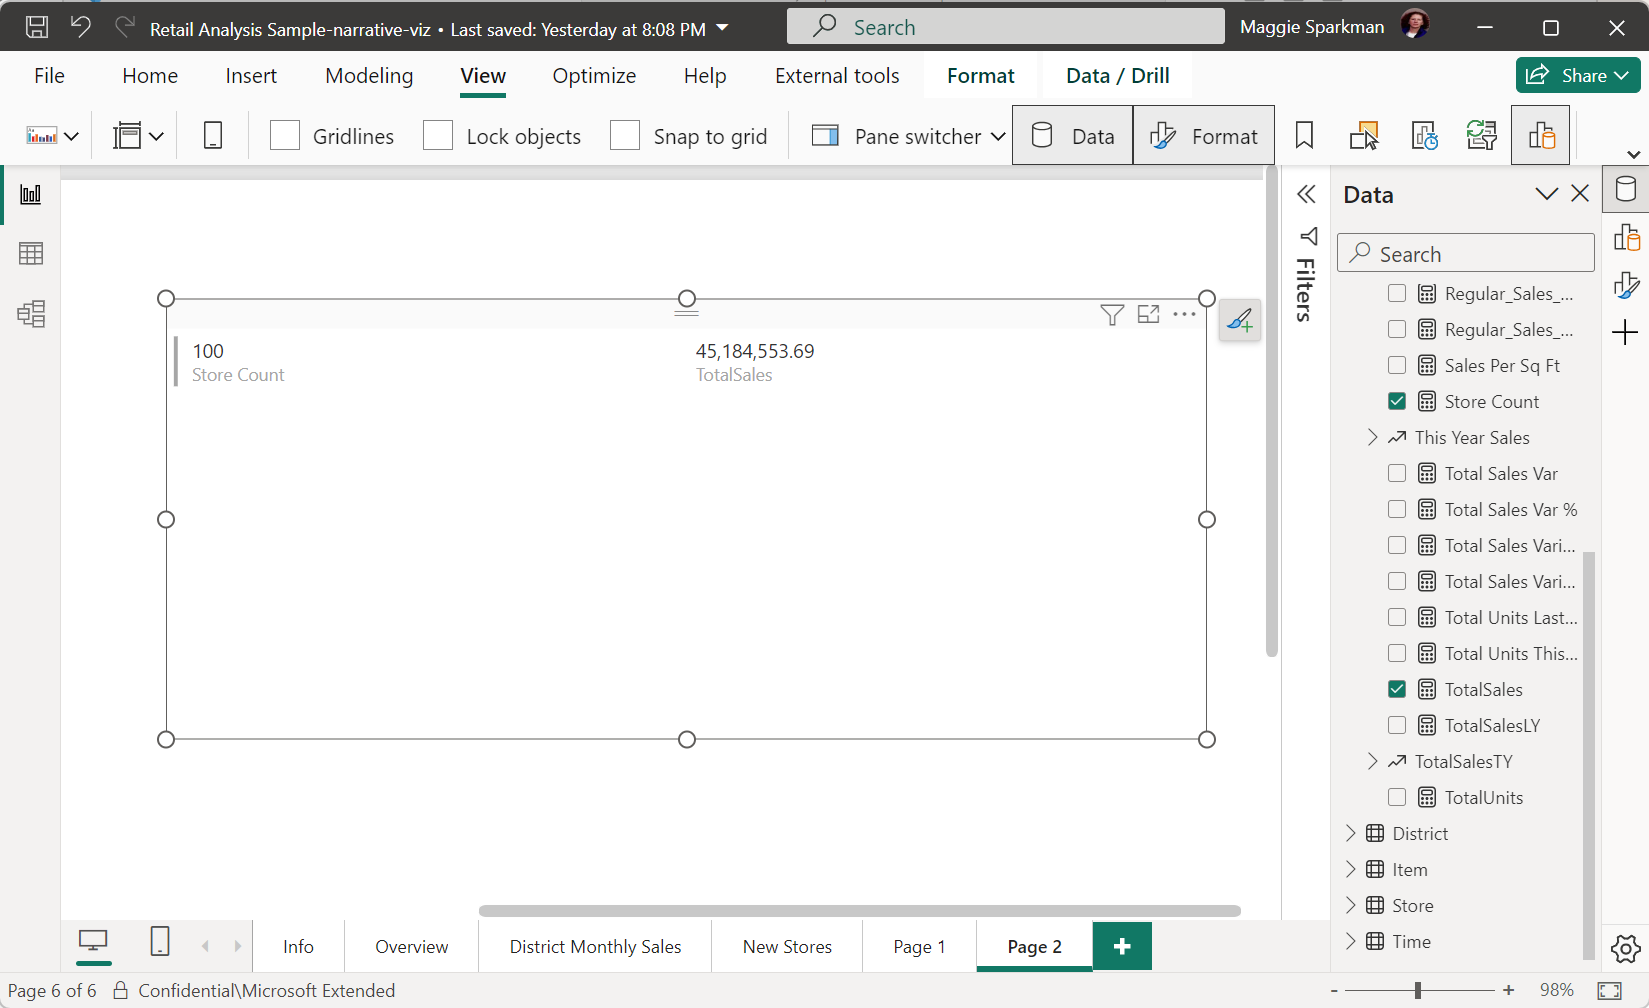 Retail Analysis Sample-narrative-viz • Last saved: Yesterday at 8:08 PM
Search
Maggie Sparkman
File
Home
Insert
Modeling
View
Optimize
Help
External tools
Format
Data / Drill
Share
Gridlines
Lock objects
Snap to grid
Pane switcher
Data
Format
100
Store Count
45,184,553.69
TotalSales
Filters
Data
Search
Regular_Sales_...
Regular_Sales_...
Sales Per Sq Ft
Store Count
This Year Sales
Total Sales Var
Total Sales Var %
Total Sales Vari...
Total Sales Vari...
Total Units Last...
Total Units This...
TotalSales
TotalSalesLY
TotalSalesTY
TotalUnits
District
Item
Store
Time
Info
Overview
District Monthly Sales
New Stores
Page 1
Page 2
+
Page 6 of 6
Confidential\Microsoft Extended
- + 98%